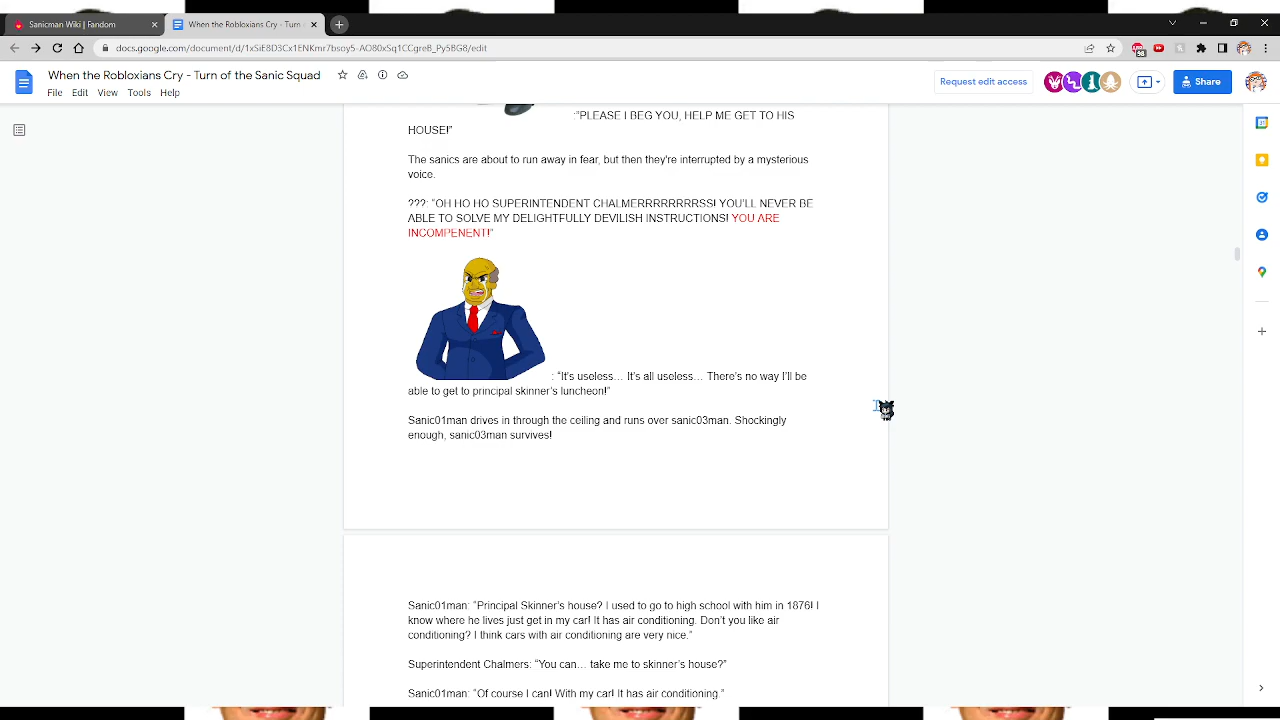 Sanicman Wiki | Fandom
When the Robloxians Cry - Turn
docs.google.com/document/d/1xSiE8D3Cx1ENKmr7bsoy5-AO80xSq1CCgreB_Py5BG8/edit
When the Robloxians Cry - Turn of the Sanic Squad
File Edit View Tools Help
Request edit access
Share
:"PLEASE I BEG YOU, HELP ME GET TO HIS
HOUSE!"
The sanics are about to run away in fear, but then they're interrupted by a mysterious
voice.
???: "OH HO HO SUPERINTENDENT CHALMERRRRRRRRSS! YOU'LL NEVER BE
ABLE TO SOLVE MY DELIGHTFULLY DEVILISH INSTRUCTIONS! YOU ARE
INCOMPENENT!"
: "It's useless… It's all useless… There's no way I'll be
able to get to principal skinner's luncheon!"
Sanic01man drives in through the ceiling and runs over sanic03man. Shockingly
enough, sanic03man survives!
Sanic01man: "Principal Skinner's house? I used to go to high school with him in 1876! I
know where he lives just get in my car! It has air conditioning. Don't you like air
conditioning? I think cars with air conditioning are very nice."
Superintendent Chalmers: "You can… take me to skinner's house?"
Sanic01man: "Of course I can! With my car! It has air conditioning."